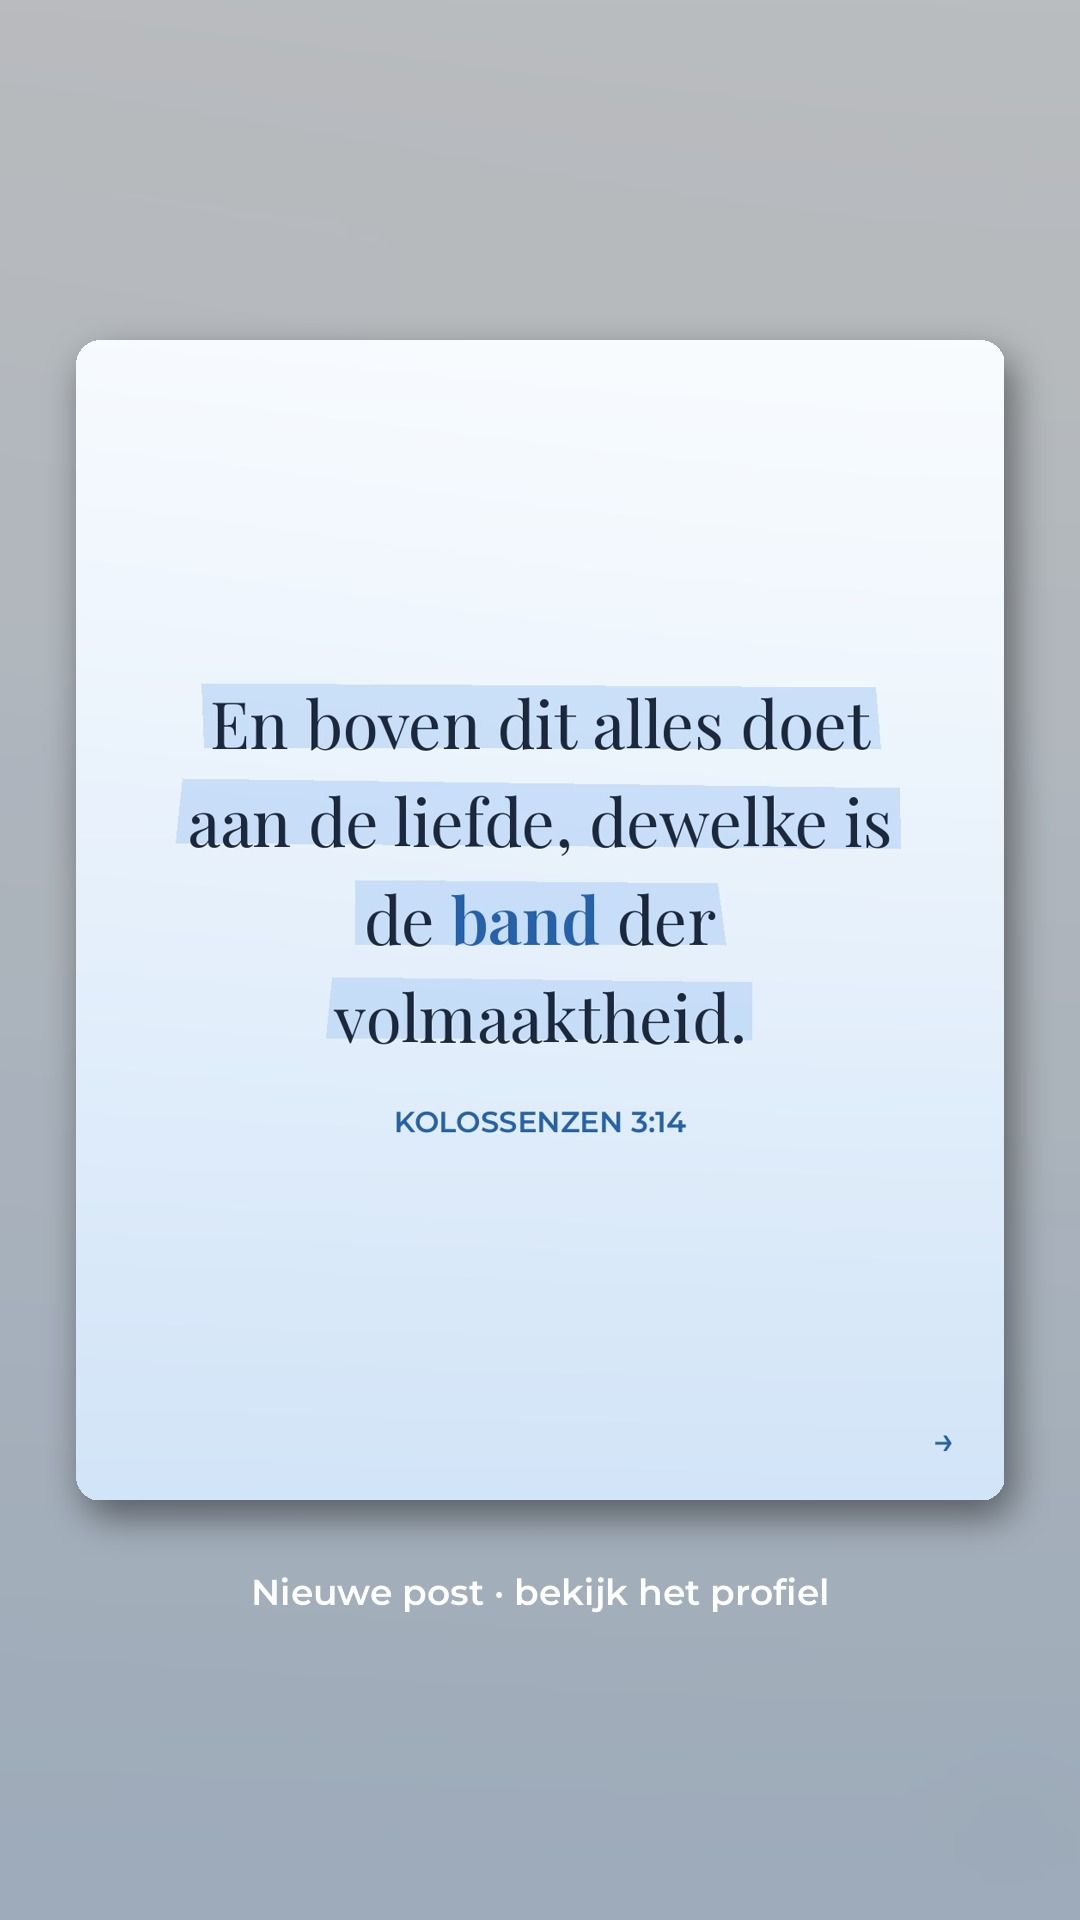 En boven dit alles doet
aan de liefde, dewelke is
de band der
volmaaktheid.
KOLOSSENZEN 3:14
→
Nieuwe post · bekijk het profiel